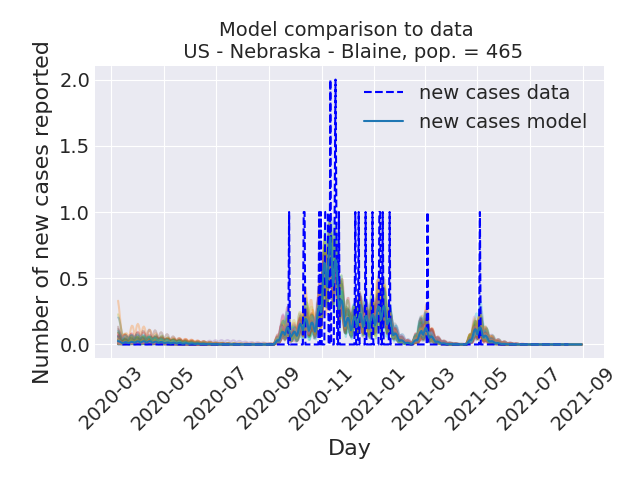 Model comparison to data
US - Nebraska - Blaine, pop. = 465
Number of new cases reported
2.0
1.5
1.0
0.5
0.0
new cases data
new cases model
2020-03
2020-05
2020-07
2020-09
2020-11
2021-01
2021-03
2021-05
2021-07
2021-09
Day